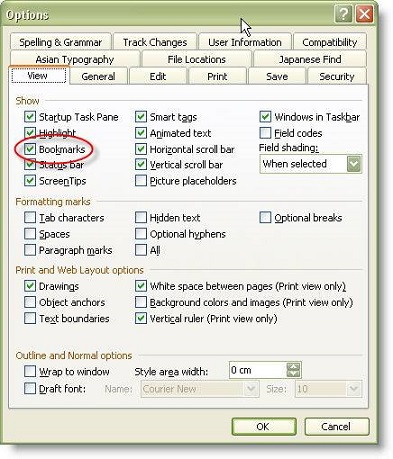 Options
Spelling & Grammar Track Changes User Information Compatibility
Asian Typography File Locations Japanese Find
View General Edit Print Save Security
Show
Startup Task Pane Smart tags Windows in Taskbar
Highlight Animated text Field codes
Bookmarks Horizontal scroll bar Field shading:
Status bar Vertical scroll bar When selected
ScreenTips Picture placeholders
Formatting marks
Tab characters Hidden text Optional breaks
Spaces Optional hyphens
Paragraph marks All
Print and Web Layout options
Drawings White space between pages (Print view only)
Object anchors Background colors and images (Print view only)
Text boundaries Vertical ruler (Print view only)
Outline and Normal options
Wrap to window Style area width: 0 cm
Draft font: Name: Courier New Size: 10
OK Cancel